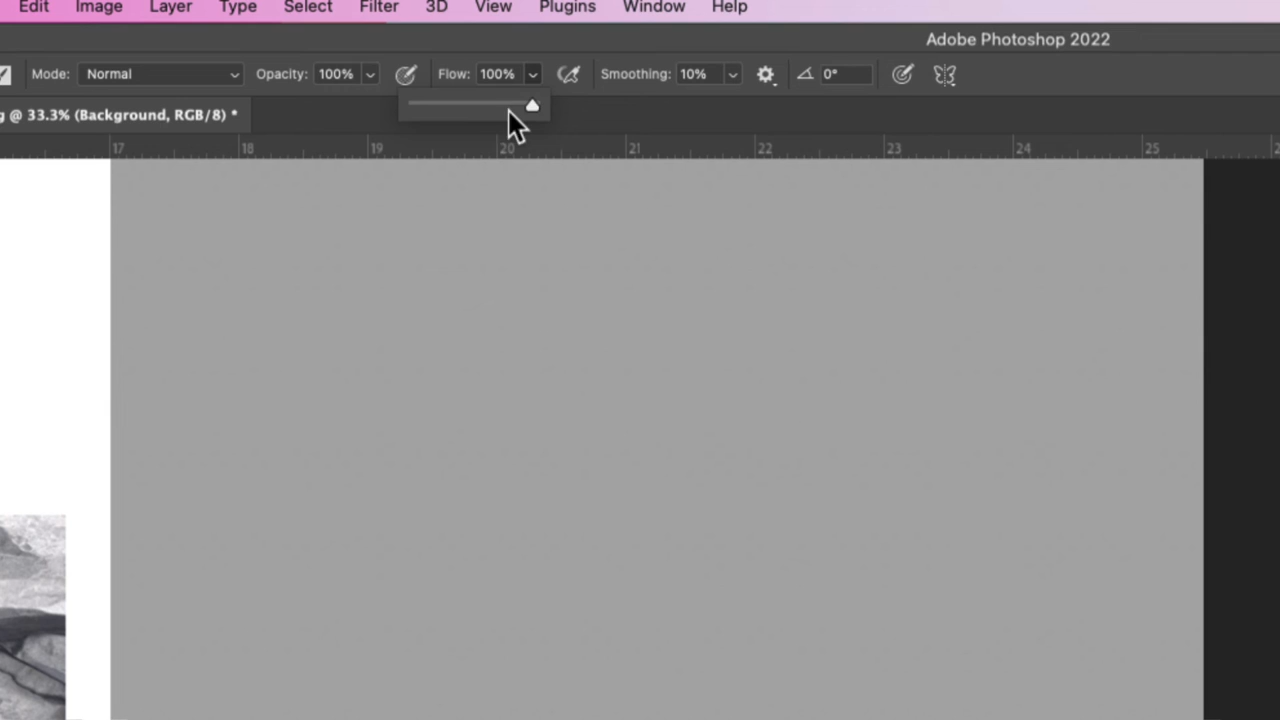 Edit Image Layer Type Select Filter 3D View Plugins Window Help
Adobe Photoshop 2022
Mode: Normal Opacity: 100% Flow: 100% Smoothing: 10% 0°
g @ 33.3% (Background, RGB/8) *
17 18 19 20 21 22 23 24 25